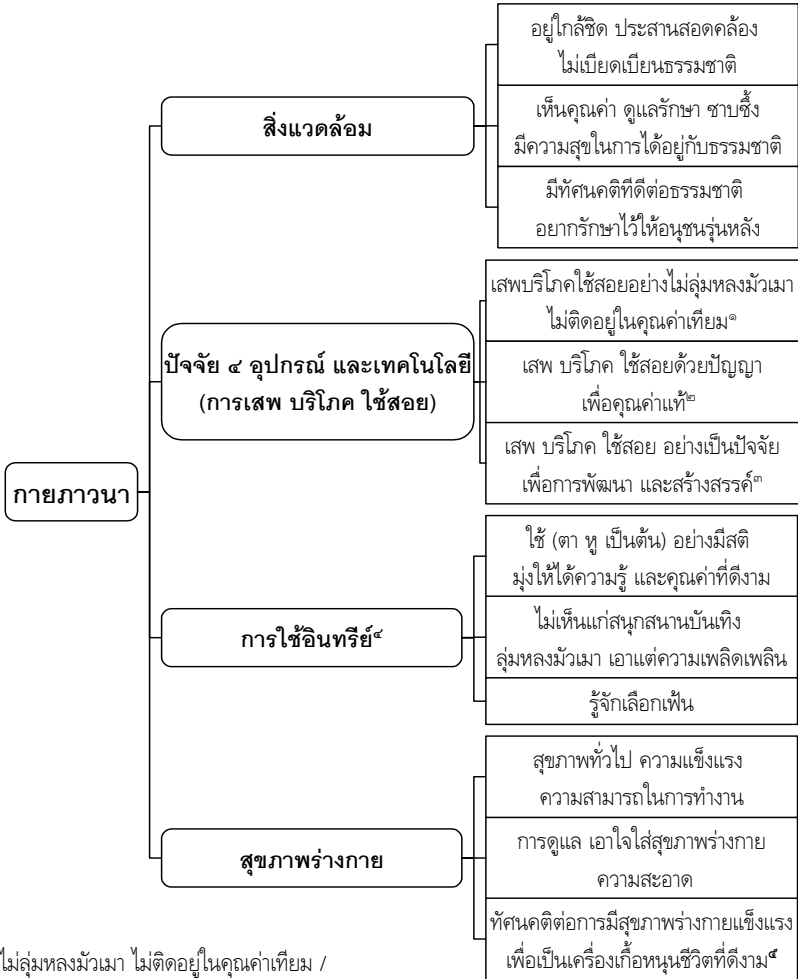 กายภาวนา
สิ่งแวดล้อม
อยู่ใกล้ชิด ประสานสอดคล้อง
ไม่เบียดเบียนธรรมชาติ
เห็นคุณค่า ดูแลรักษา ซาบซึ้ง
มีความสุขในการได้อยู่กับธรรมชาติ
มีทัศนคติที่ดีต่อธรรมชาติ
อยากรักษาไว้ให้อนุชนรุ่นหลัง
ปัจจัย ๔ อุปกรณ์ และเทคโนโลยี
(การเสพ บริโภค ใช้สอย)
เสพบริโภคใช้สอยอย่างไม่ลุ่มหลงมัวเมา
ไม่ติดอยู่ในคุณค่าเทียม๑
เสพ บริโภค ใช้สอยด้วยปัญญา
เพื่อคุณค่าแท้๒
เสพ บริโภค ใช้สอย อย่างเป็นปัจจัย
เพื่อการพัฒนา และสร้างสรรค์๓
การใช้อินทรีย์๔
ใช้ (ตา หู เป็นต้น) อย่างมีสติ
มุ่งให้ได้ความรู้ และคุณค่าที่ดีงาม
ไม่เห็นแก่สนุกสนานบันเทิง
ลุ่มหลงมัวเมา เอาแต่ความเพลิดเพลิน
รู้จักเลือกเฟ้น
สุขภาพร่างกาย
สุขภาพทั่วไป ความแข็งแรง
ความสามารถในการทำงาน
การดูแล เอาใจใส่สุขภาพร่างกาย
ความสะอาด
ทัศนคติต่อการมีสุขภาพร่างกายแข็งแรง
เพื่อเป็นเครื่องเกื้อหนุนชีวิตที่ดีงาม๕
ไม่ลุ่มหลงมัวเมา ไม่ติดอยู่ในคุณค่าเทียม /